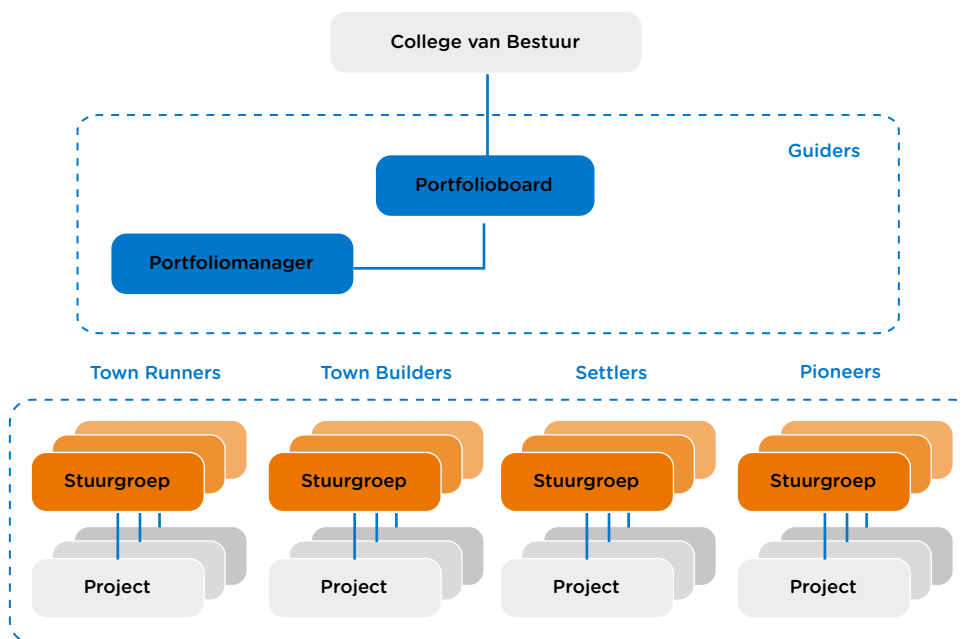 College van Bestuur
Guiders
Portfolioboard
Portfoliomanager
Town Runners
Town Builders
Settlers
Pioneers
Stuurgroep
Stuurgroep
Stuurgroep
Stuurgroep
Project
Project
Project
Project